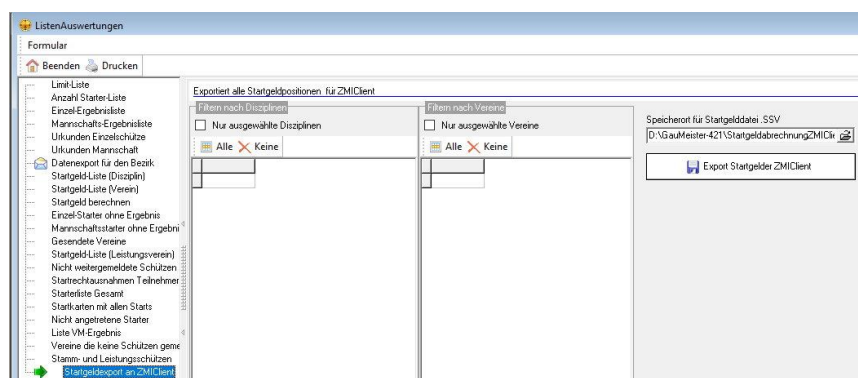 ListenAuswertungen
Formular
Beenden Drucken
Limit-Liste
Anzahl Starter-Liste
Einzel-Ergebnisliste
Mannschafts-Ergebnisliste
Urkunden Einzelschütze
Urkunden Mannschaft
Datenexport für den Bezirk
Startgeld-Liste (Disziplin)
Startgeld-Liste (Verein)
Startgeld berechnen
Einzel-Starter ohne Ergebnis
Mannschaftsstarter ohne Ergebni
Gesendete Vereine
Startgeld-Liste (Leistungsverein)
Nicht weitergemeldete Schützen
Startrechtausnahmen Teilnehmer
Starterliste Gesamt
Startkarten mit allen Starts
Nicht angetretene Starter
Liste VM-Ergebnis
Vereine die keine Schützen geme
Stamm- und Leistungsschützen
Startgeldexport an ZMIClient
Exportiert alle Startgeldpositionen für ZMIClient
Filtern nach Disziplinen
Nur ausgewählte Disziplinen
Alle Keine
Filtern nach Vereine
Nur ausgewählte Vereine
Alle Keine
Speicherort für Startgelddatei .SSV
D:\GauMeister-421\StartgeldabrechnungZMIClie
Export Startgelder ZMIClient